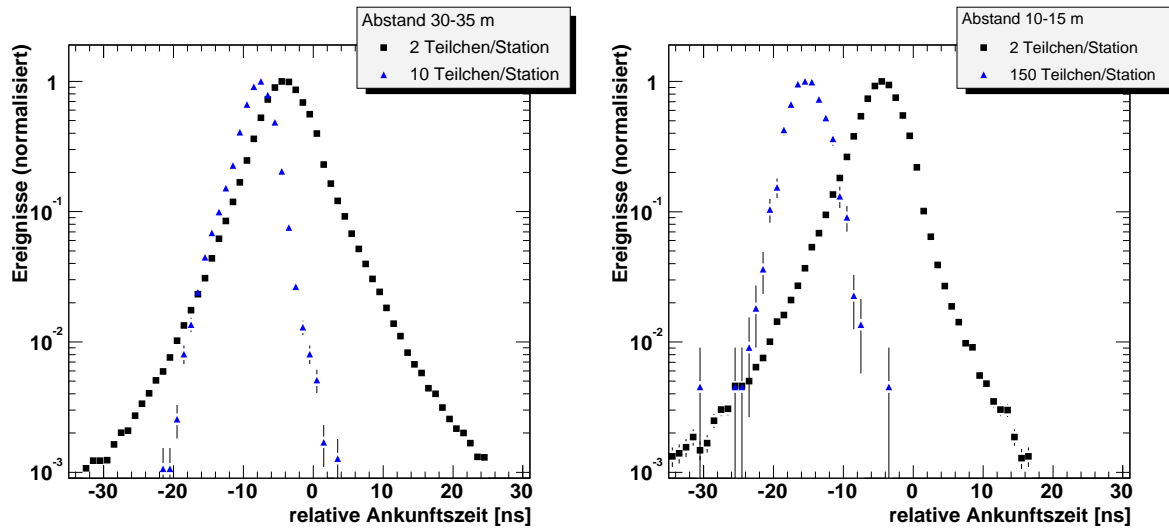 Abstand 30-35 m
2 Teilchen/Station
10 Teilchen/Station
Ereignisse (normalisiert)
1
10-1
10-2
10-3
-30 -20 -10 0 10 20 30
relative Ankunftszeit [ns]
Abstand 10-15 m
2 Teilchen/Station
150 Teilchen/Station
Ereignisse (normalisiert)
1
10-1
10-2
10-3
-30 -20 -10 0 10 20 30
relative Ankunftszeit [ns]